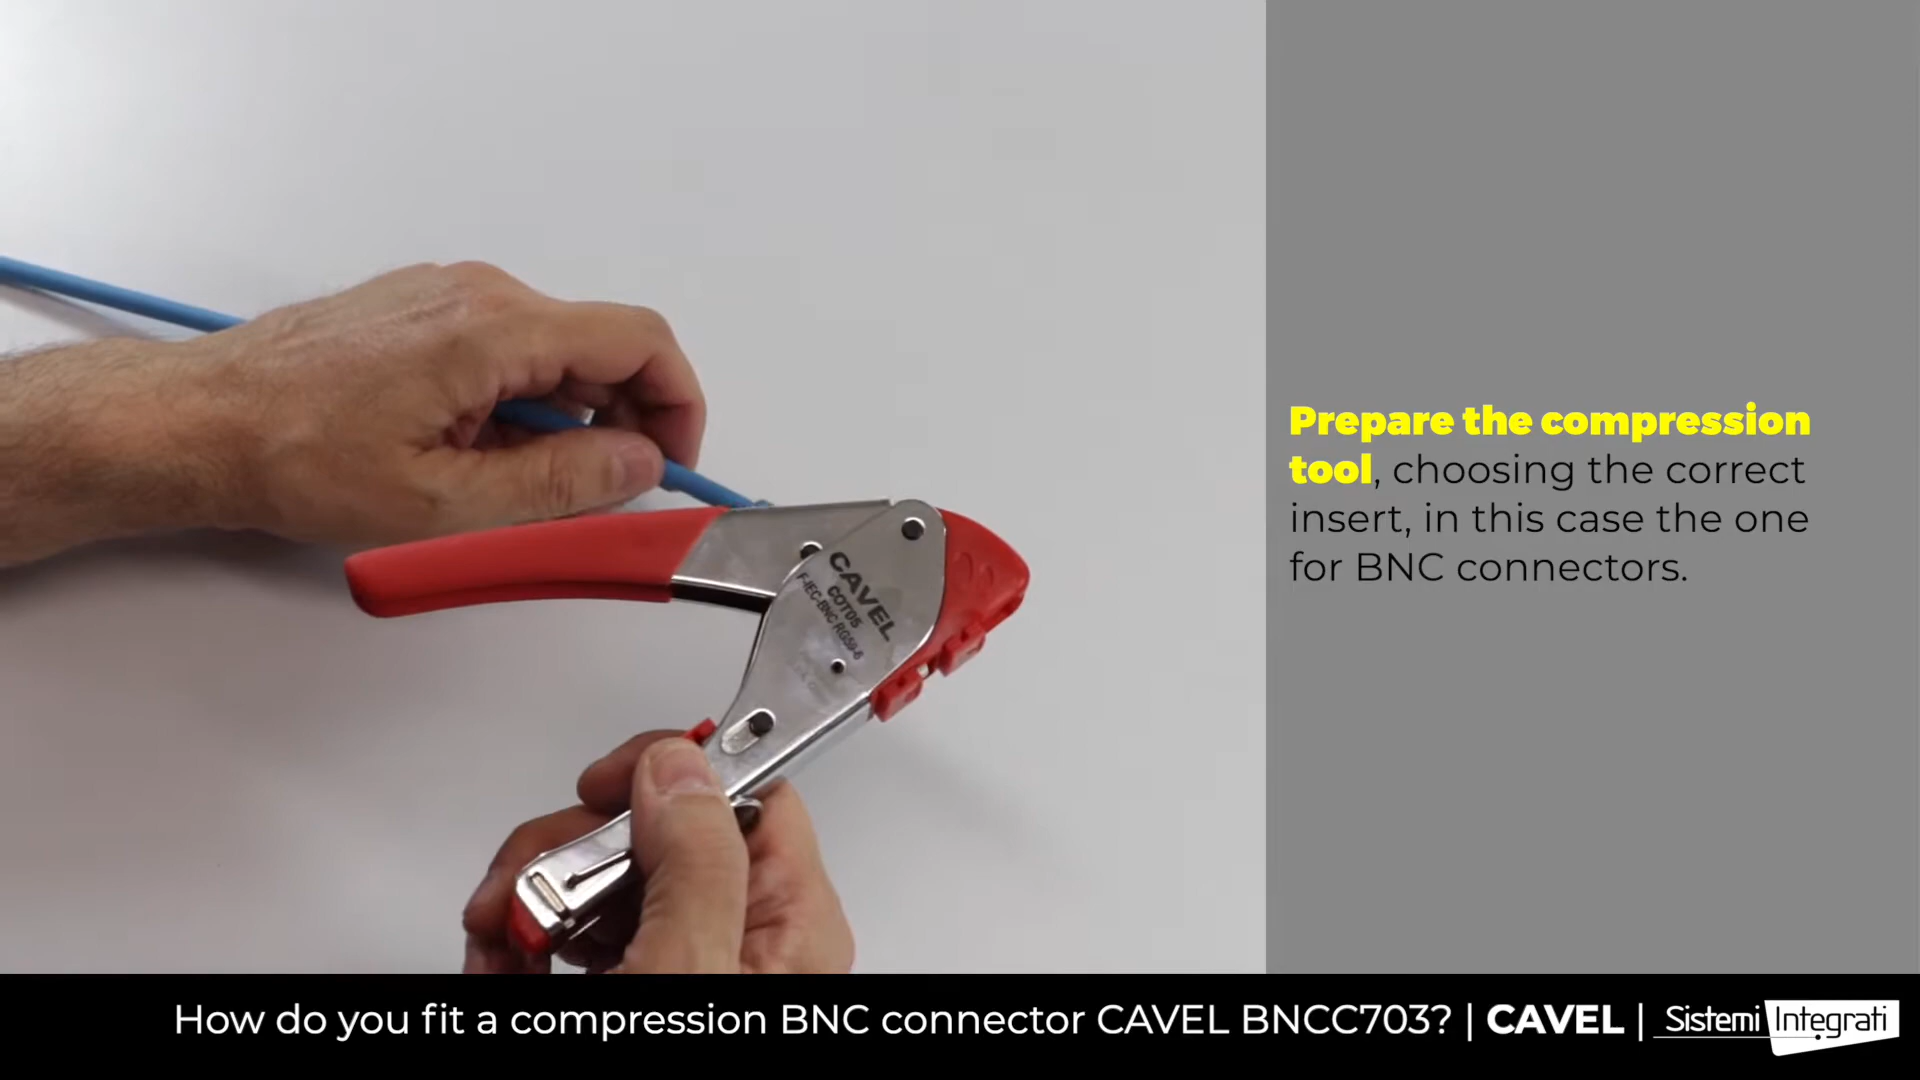 CAVEL
COT05
F-IEC-BNC RG59-6
Prepare the compression
tool, choosing the correct
insert, in this case the one
for BNC connectors.
How do you fit a compression BNC connector CAVEL BNCC703? | CAVEL | Sistemi Integrati